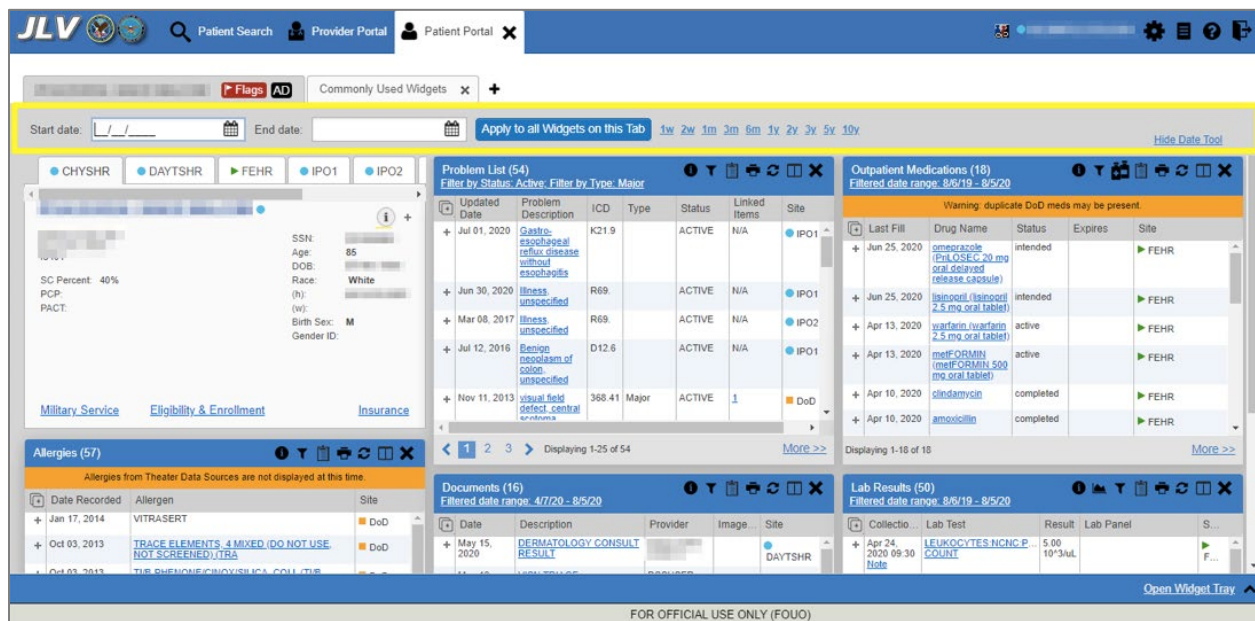 JLV Patient Search Provider Portal Patient Portal
Flags AD Commonly Used Widgets
Start date: __/__/____ End date: Apply to all Widgets on this Tab 1w 2w 1m 3m 6m 1y 2y 3y 5y 10y
Hide Date Tool
CHYSHR DAYTSHR FEHR IPO1 IPO2
SSN:
Age: 85
DOB:
SC Percent: 40% Race: White
PCP: (h):
PACT: (w):
Birth Sex: M
Gender ID:
Military Service Eligibility & Enrollment Insurance
Problem List (54)
Filter by Status: Active; Filter by Type: Major
Updated Date Problem Description ICD Type Status Linked Items Site
Jul 01, 2020 Gastro- K21.9 ACTIVE N/A IPO1
esophageal
reflux disease
without
esophagitis
Jun 30, 2020 Illness, R69. ACTIVE N/A IPO1
unspecified
Mar 08, 2017 Illness, R69. ACTIVE N/A IPO2
unspecified
Jul 12, 2016 Benign D12.6 ACTIVE N/A IPO1
neoplasm of
colon,
unspecified
Nov 11, 2013 visual field 368.41 Major ACTIVE 1 DoD
defect, central
scotoma
1 2 3 Displaying 1-25 of 54 More >>
Outpatient Medications (18)
Filtered date range: 8/6/19 - 8/5/20
Warning: duplicate DoD meds may be present.
Last Fill Drug Name Status Expires Site
Jun 25, 2020 omeprazole intended FEHR
(PriLOSEC 20 mg
oral delayed
release capsule)
Jun 25, 2020 lisinopril (lisinopril intended FEHR
2.5 mg oral tablet)
Apr 13, 2020 warfarin (warfarin active FEHR
2.5 mg oral tablet)
Apr 13, 2020 metFORMIN active FEHR
(metFORMIN 500
mg oral tablet)
Apr 10, 2020 clindamycin completed FEHR
Apr 10, 2020 amoxicillin completed FEHR
Displaying 1-18 of 18 More >>
Allergies (57)
Allergies from Theater Data Sources are not displayed at this time.
Date Recorded Allergen Site
Jan 17, 2014 VITRASERT DoD
Oct 03, 2013 TRACE ELEMENTS, 4 MIXED (DO NOT USE, DoD
NOT SCREENED) (TRA
Oct 03, 2013
Documents (16)
Filtered date range: 4/7/20 - 8/5/20
Date Description Provider Image... Site
May 15, DERMATOLOGY CONSULT DAYTSHR
2020 RESULT
Lab Results (50)
Filtered date range: 8/6/19 - 8/5/20
Collectio... Lab Test Result Lab Panel S...
Apr 24, LEUKOCYTES:NCNC:P... 5.00 F...
2020 09:30 COUNT 10^3/uL
Note
Open Widget Tray
FOR OFFICIAL USE ONLY (FOUO)